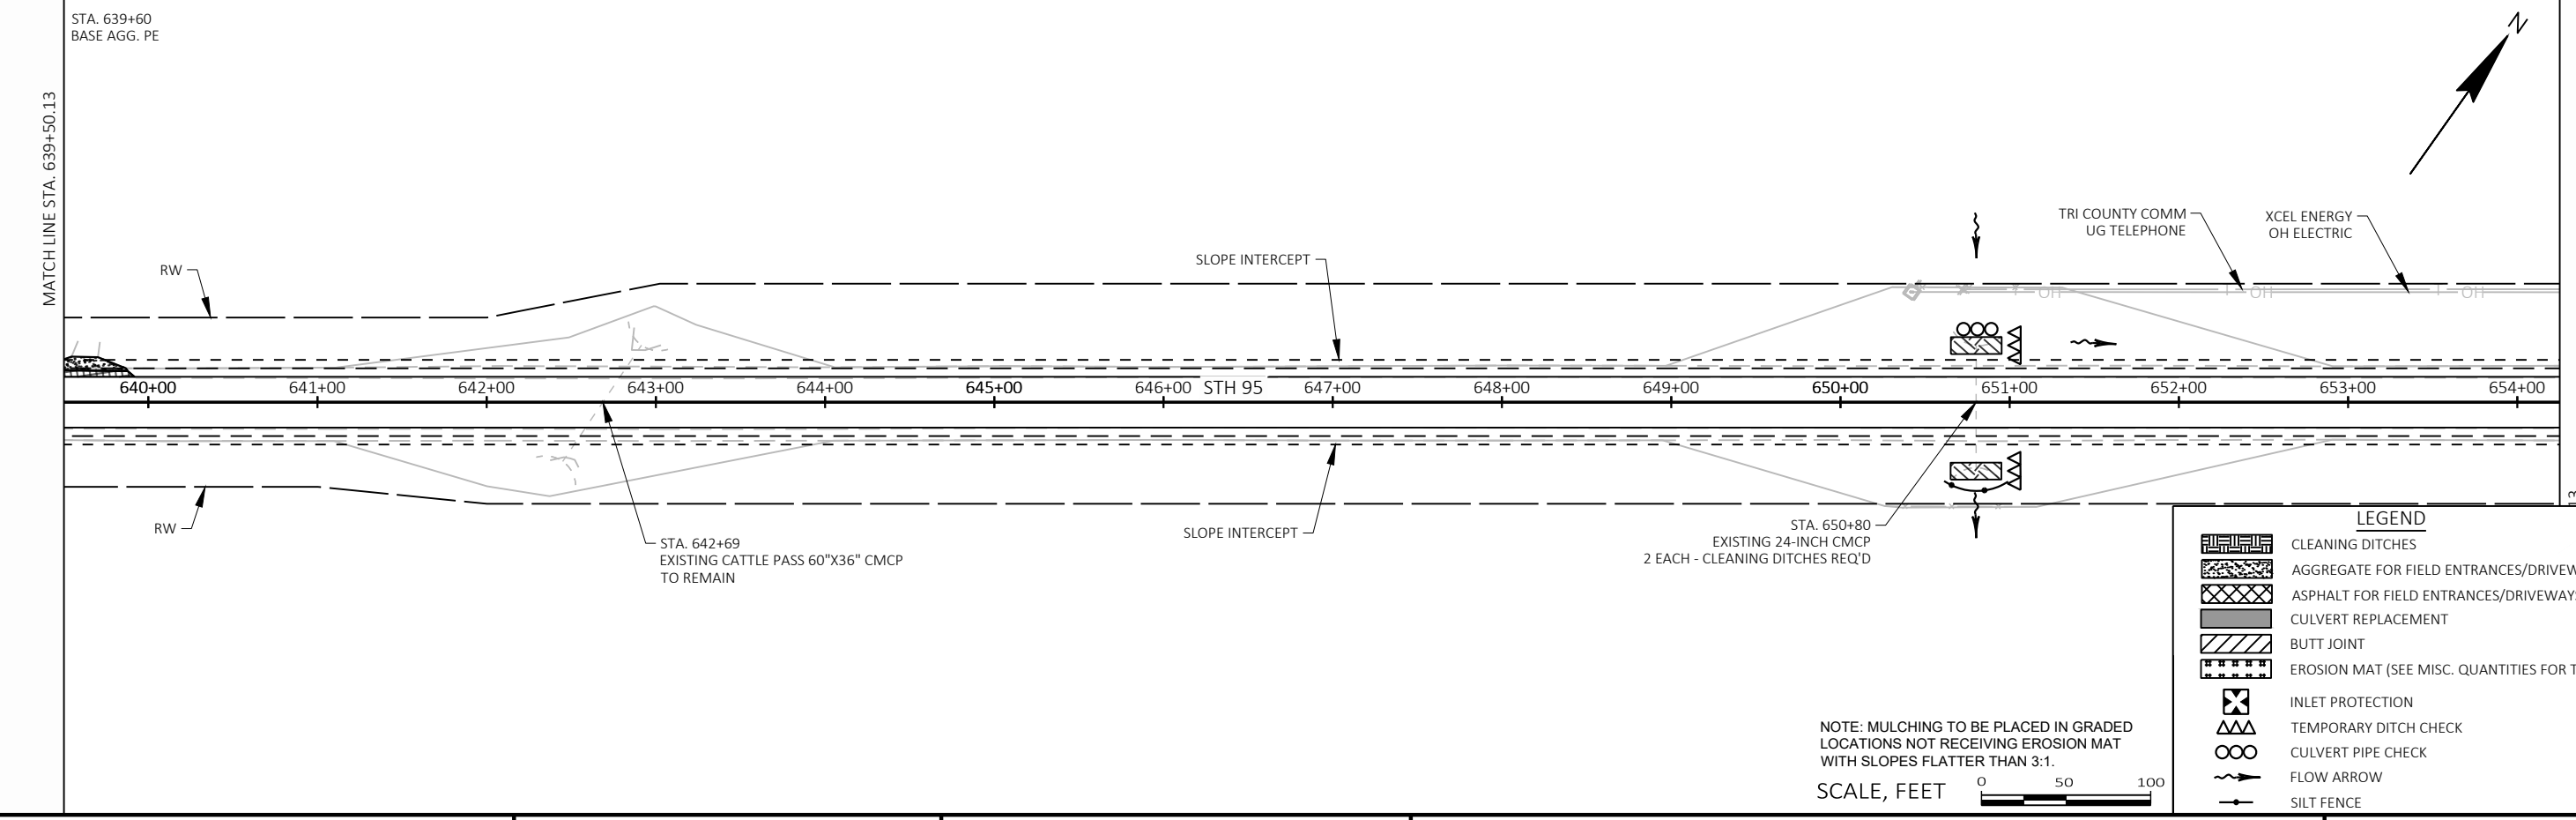 STA. 639+60
BASE AGG. PE
N
MATCH LINE STA. 639+50.13
RW
SLOPE INTERCEPT
TRI COUNTY COMM
UG TELEPHONE
XCEL ENERGY
OH ELECTRIC
OH
OH
OH
640+00 641+00 642+00 643+00 644+00 645+00 646+00 STH 95 647+00 648+00 649+00 650+00 651+00 652+00 653+00 654+00
RW
SLOPE INTERCEPT
STA. 642+69
EXISTING CATTLE PASS 60"X36" CMCP
TO REMAIN
STA. 650+80
EXISTING 24-INCH CMCP
2 EACH - CLEANING DITCHES REQ'D
LEGEND
CLEANING DITCHES
AGGREGATE FOR FIELD ENTRANCES/DRIVEW
ASPHALT FOR FIELD ENTRANCES/DRIVEWAY
CULVERT REPLACEMENT
BUTT JOINT
EROSION MAT (SEE MISC. QUANTITIES FOR T
INLET PROTECTION
TEMPORARY DITCH CHECK
CULVERT PIPE CHECK
FLOW ARROW
SILT FENCE
NOTE: MULCHING TO BE PLACED IN GRADED
LOCATIONS NOT RECEIVING EROSION MAT
WITH SLOPES FLATTER THAN 3:1.
SCALE, FEET 0 50 100